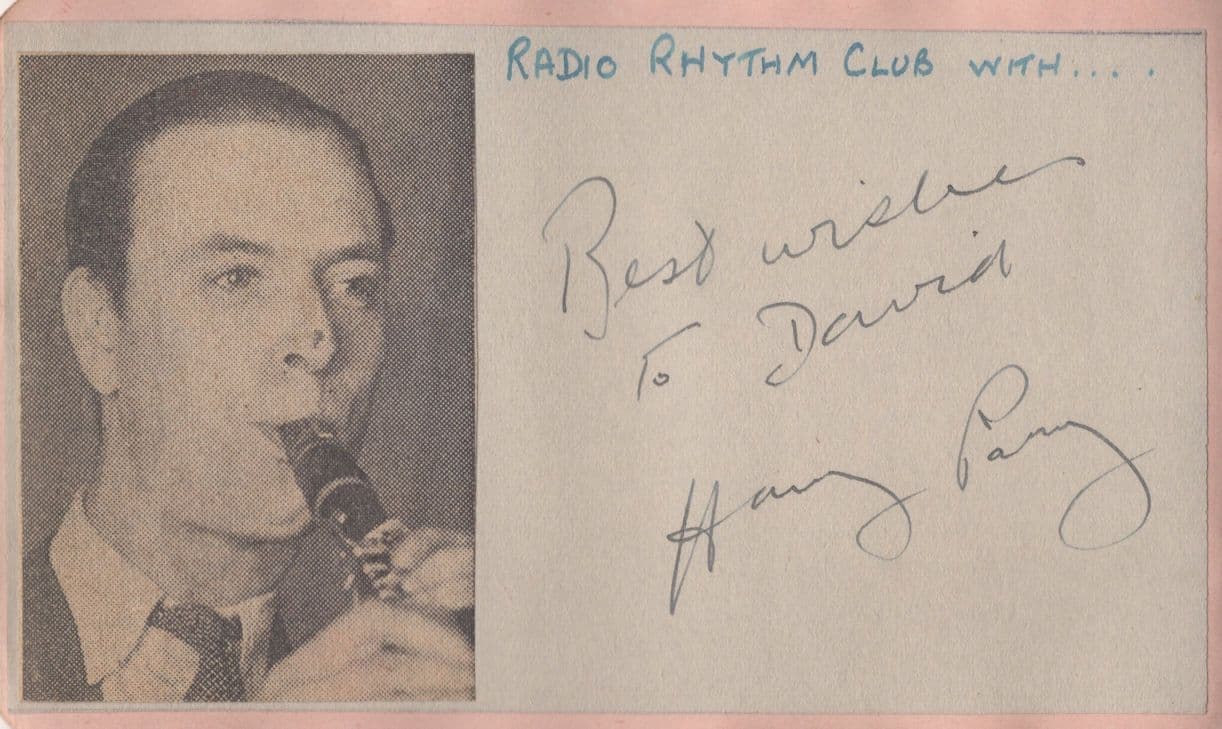 RADIO RHYTHM CLUB WITH.....
Best wishes
To David
Harry Parry